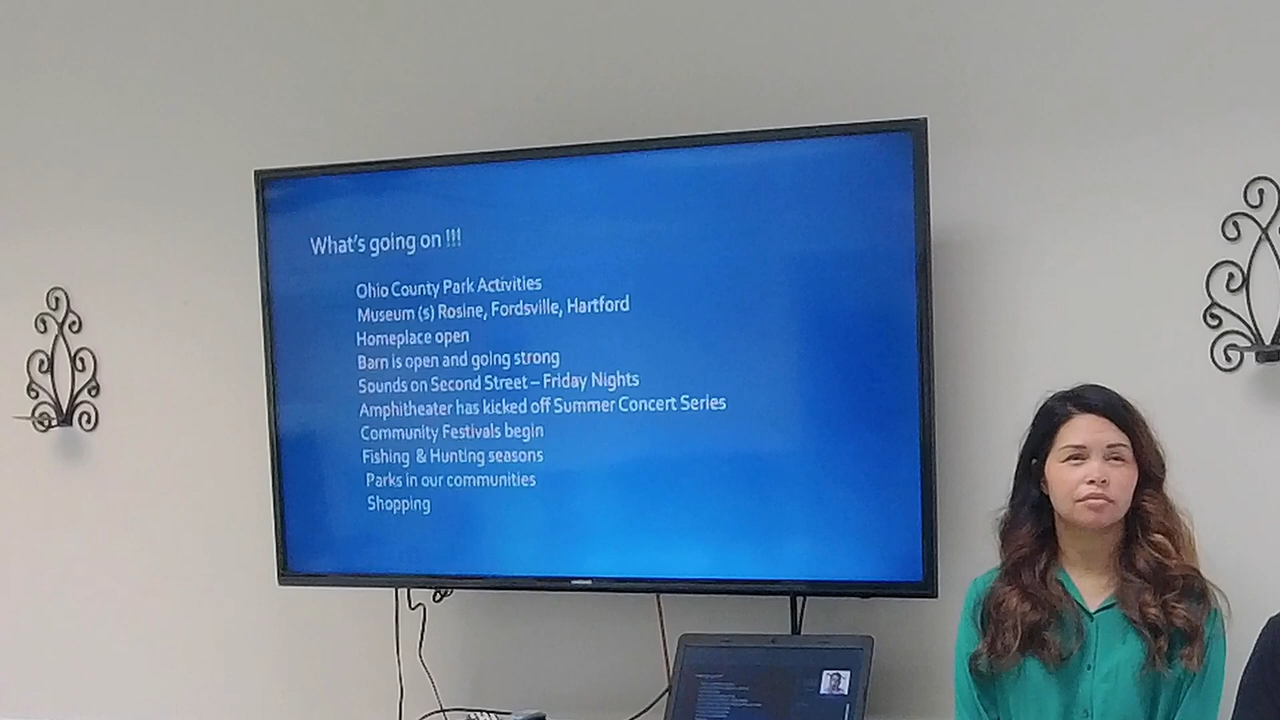 What's going on !!!
Ohio County Park Activities
Museum (s) Rosine, Fordsville, Hartford
Homeplace open
Barn is open and going strong
Sounds on Second Street – Friday Nights
Amphitheater has kicked off Summer Concert Series
Community Festivals begin
Fishing & Hunting seasons
Parks in our communities
Shopping